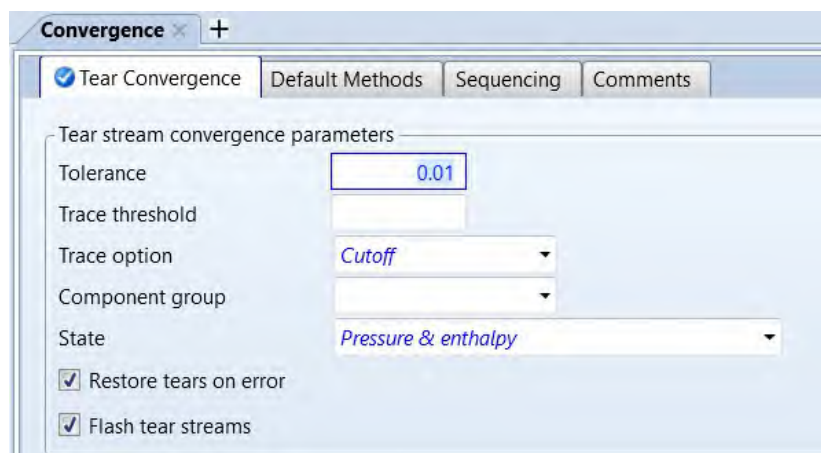 Convergence × +
Tear Convergence Default Methods Sequencing Comments
Tear stream convergence parameters
Tolerance 0.01
Trace threshold
Trace option Cutoff
Component group
State Pressure & enthalpy
Restore tears on error
Flash tear streams